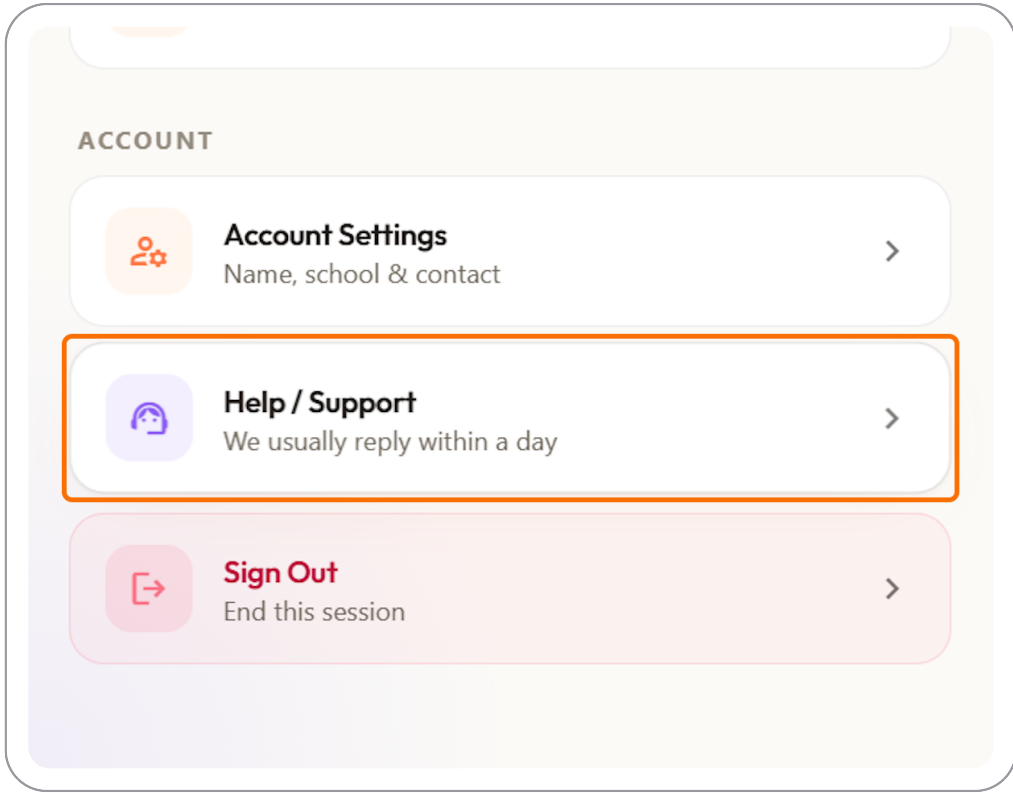 ACCOUNT
Account Settings
Name, school & contact
Help / Support
We usually reply within a day
Sign Out
End this session